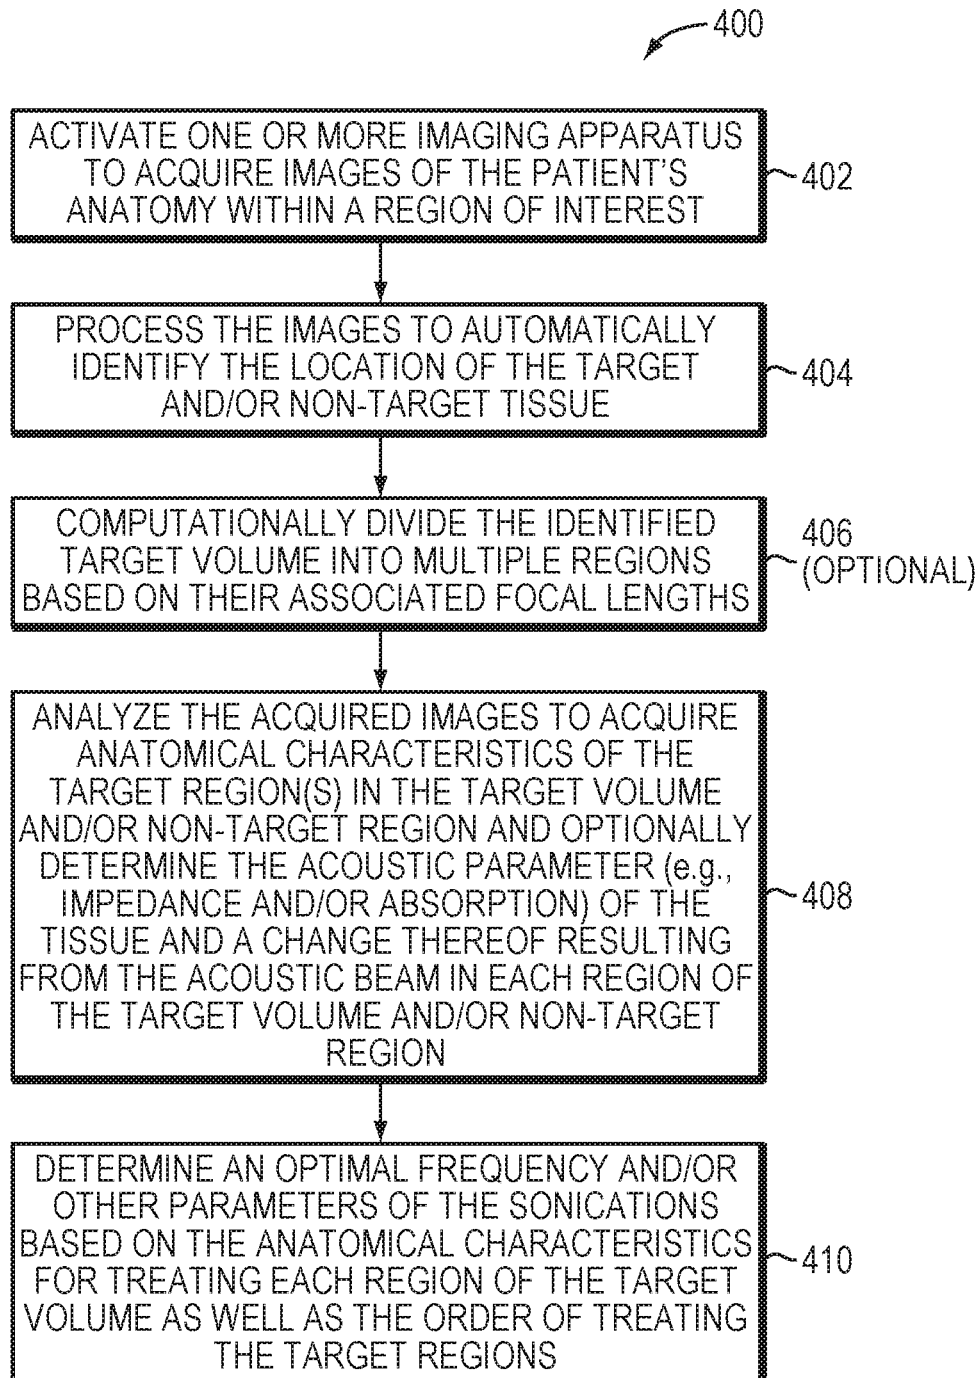 400
ACTIVATE ONE OR MORE IMAGING APPARATUS
TO ACQUIRE IMAGES OF THE PATIENT'S
ANATOMY WITHIN A REGION OF INTEREST
402
PROCESS THE IMAGES TO AUTOMATICALLY
IDENTIFY THE LOCATION OF THE TARGET
AND/OR NON-TARGET TISSUE
404
COMPUTATIONALLY DIVIDE THE IDENTIFIED
TARGET VOLUME INTO MULTIPLE REGIONS
BASED ON THEIR ASSOCIATED FOCAL LENGTHS
406
(OPTIONAL)
ANALYZE THE ACQUIRED IMAGES TO ACQUIRE
ANATOMICAL CHARACTERISTICS OF THE
TARGET REGION(S) IN THE TARGET VOLUME
AND/OR NON-TARGET REGION AND OPTIONALLY
DETERMINE THE ACOUSTIC PARAMETER (e.g.,
IMPEDANCE AND/OR ABSORPTION) OF THE
TISSUE AND A CHANGE THEREOF RESULTING
FROM THE ACOUSTIC BEAM IN EACH REGION OF
THE TARGET VOLUME AND/OR NON-TARGET
REGION
408
DETERMINE AN OPTIMAL FREQUENCY AND/OR
OTHER PARAMETERS OF THE SONICATIONS
BASED ON THE ANATOMICAL CHARACTERISTICS
FOR TREATING EACH REGION OF THE TARGET
VOLUME AS WELL AS THE ORDER OF TREATING
THE TARGET REGIONS
410